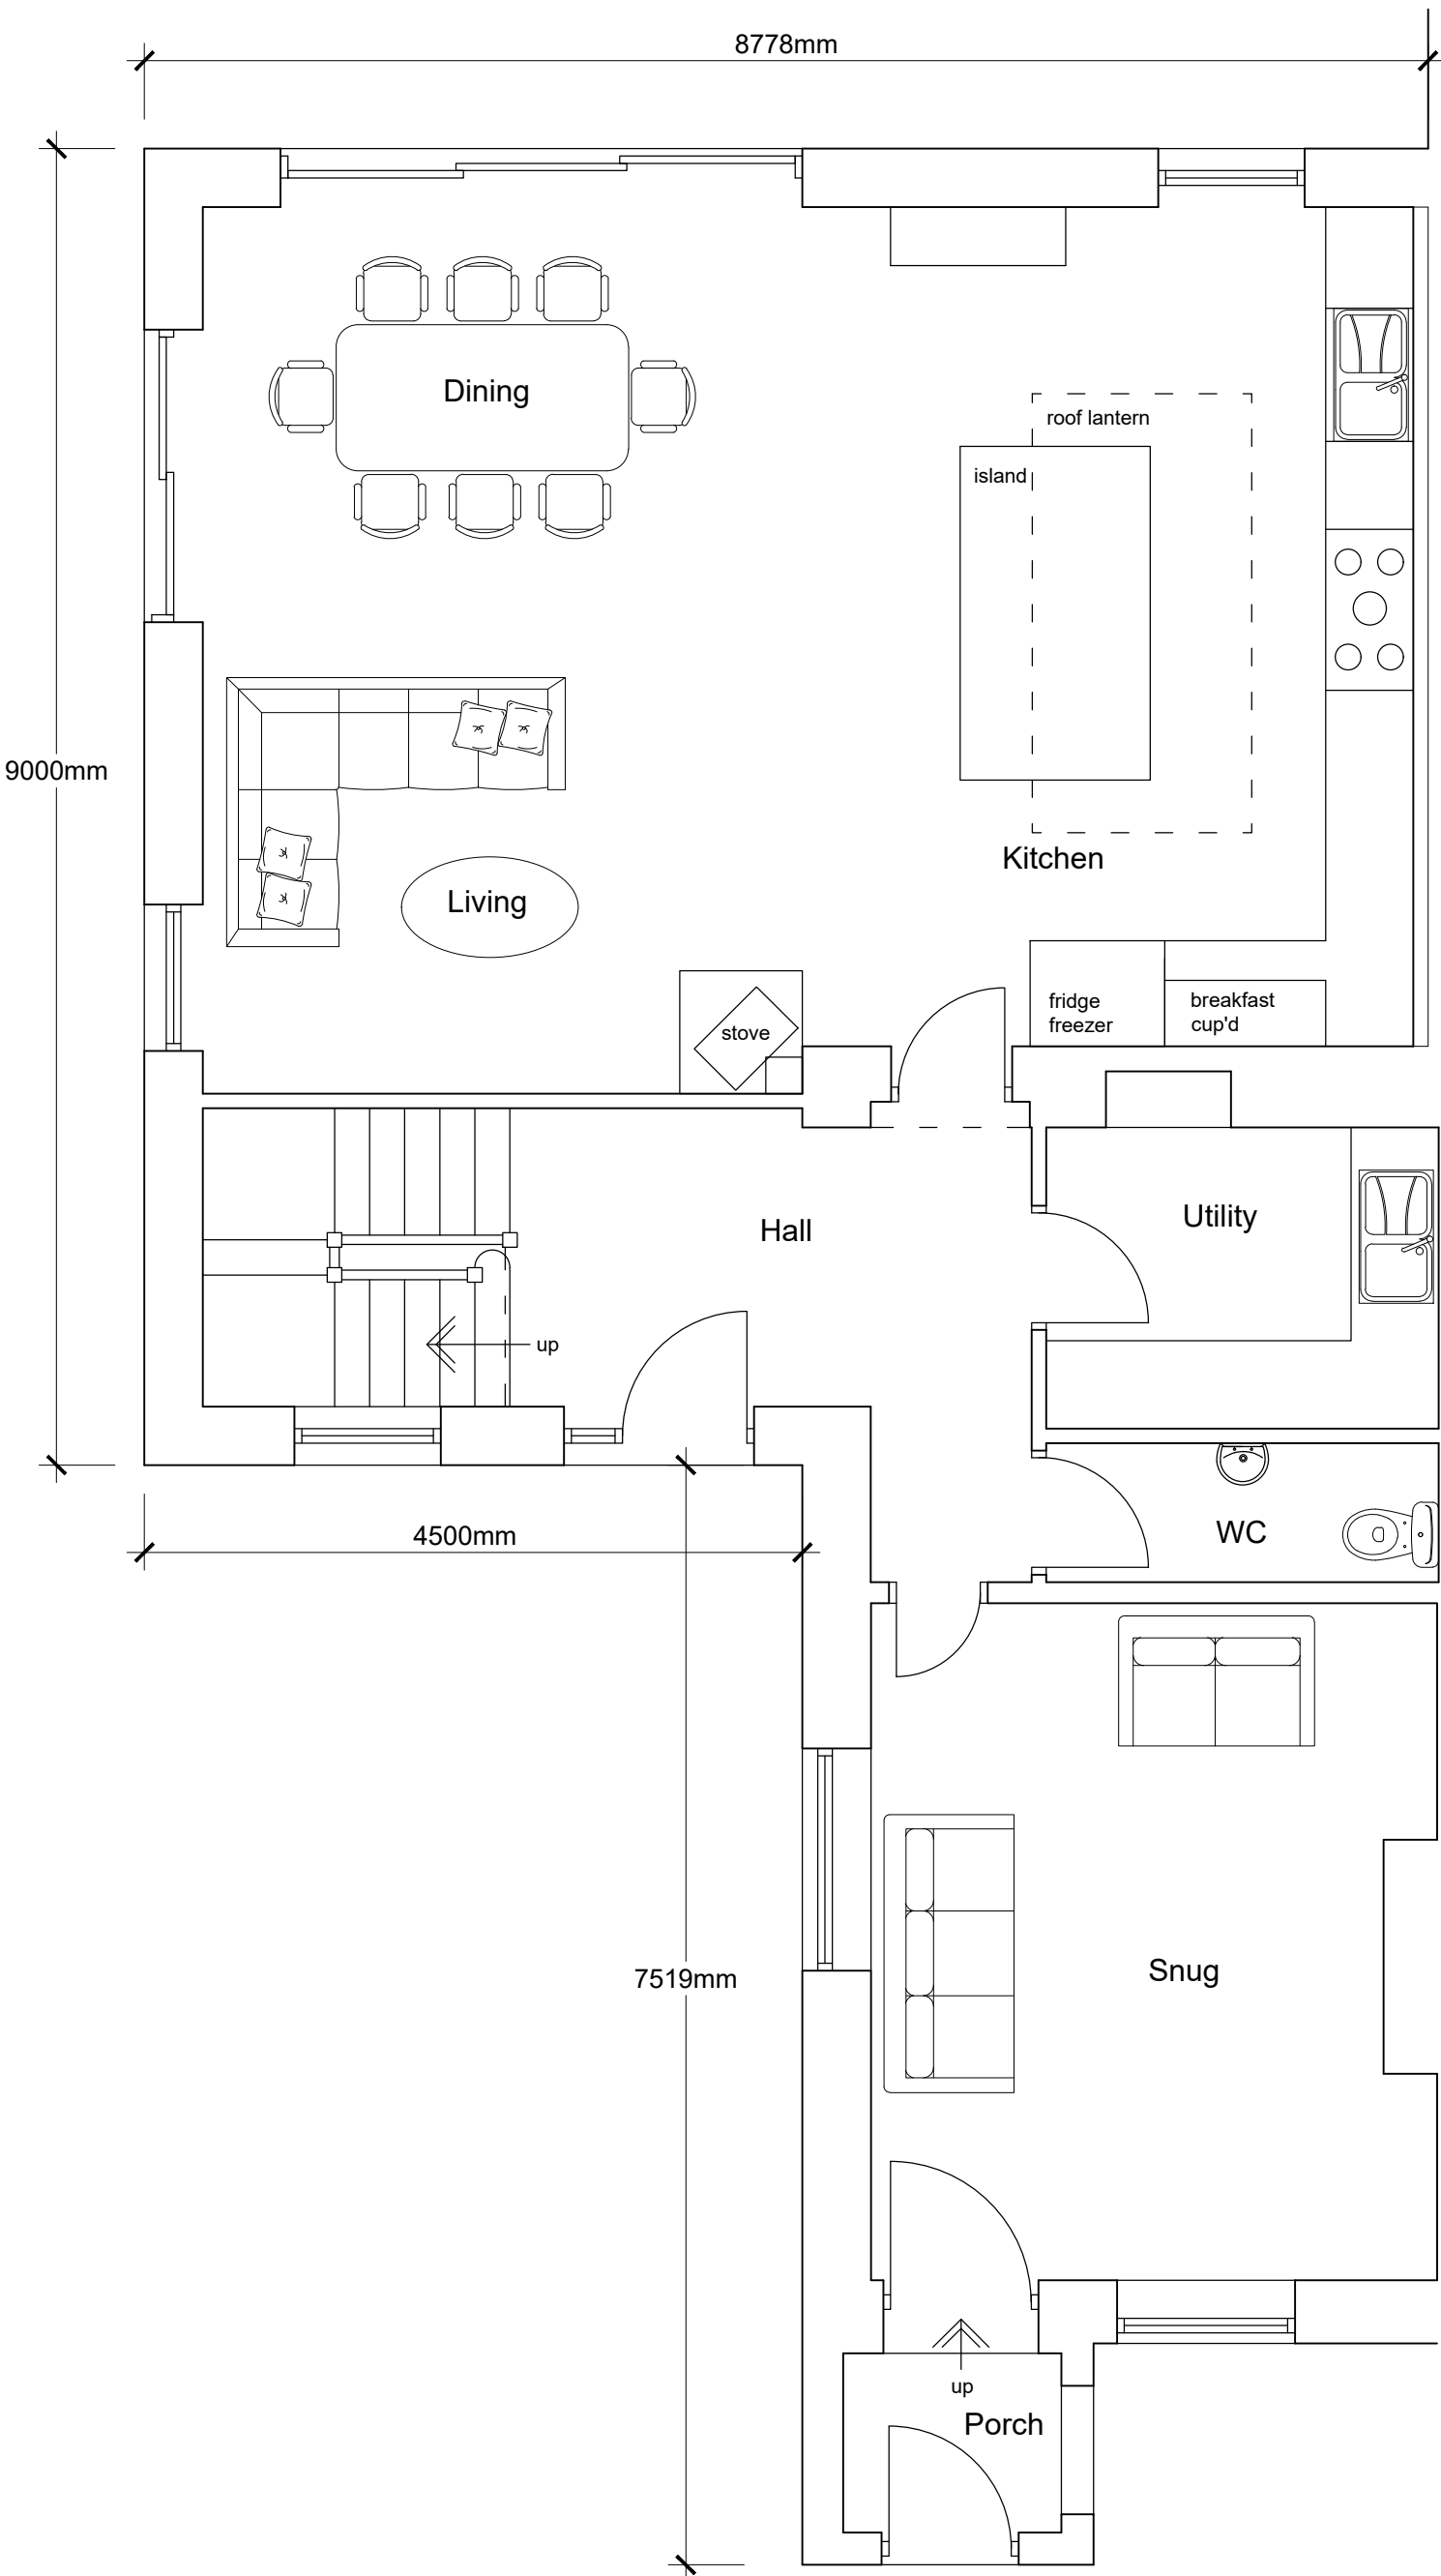 8778mm
Dining
roof lantern
island
9000mm
Kitchen
Living
fridge
freezer
breakfast
cup'd
stove
Utility
Hall
up
4500mm
WC
Snug
7519mm
up
Porch